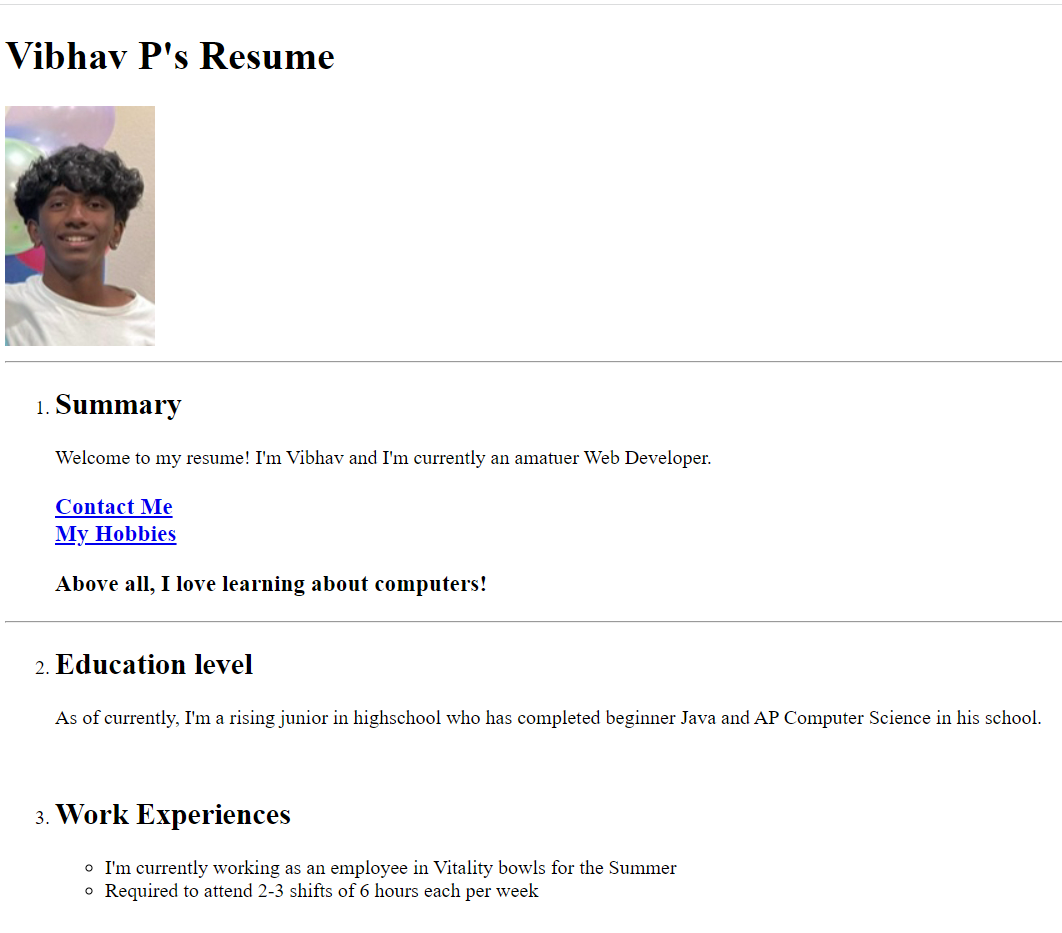 Vibhav P's Resume
1. Summary
Welcome to my resume! I'm Vibhav and I'm currently an amatuer Web Developer.
Contact Me
My Hobbies
Above all, I love learning about computers!
2. Education level
As of currently, I'm a rising junior in highschool who has completed beginner Java and AP Computer Science in his school.
3. Work Experiences
I'm currently working as an employee in Vitality bowls for the Summer
Required to attend 2-3 shifts of 6 hours each per week